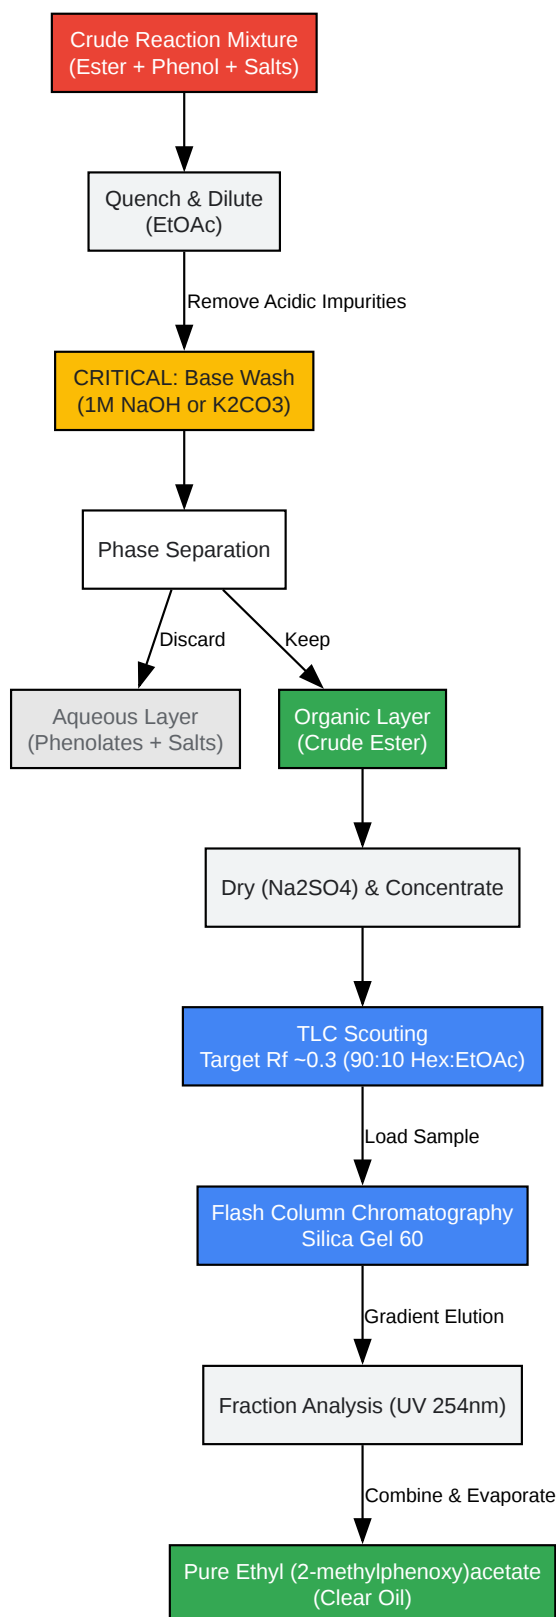 Crude Reaction Mixture
(Ester + Phenol + Salts)
Quench & Dilute
(EtOAc)
Remove Acidic Impurities
CRITICAL: Base Wash
(1M NaOH or K2CO3)
Phase Separation
Discard
Keep
Aqueous Layer
(Phenolates + Salts)
Organic Layer
(Crude Ester)
Dry (Na2SO4) & Concentrate
TLC Scouting
Target Rf ~0.3 (90:10 Hex:EtOAc)
Load Sample
Flash Column Chromatography
Silica Gel 60
Gradient Elution
Fraction Analysis (UV 254nm)
Combine & Evaporate
Pure Ethyl (2-methylphenoxy)acetate
(Clear Oil)